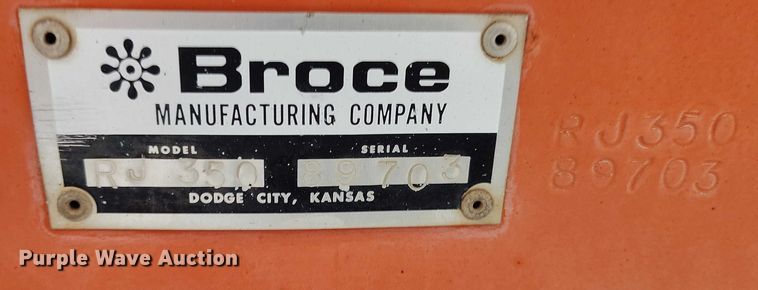 Broce
MANUFACTURING COMPANY
MODEL SERIAL
RJ 350 89703
DODGE CITY, KANSAS
RJ350
89703
Purple Wave Auction